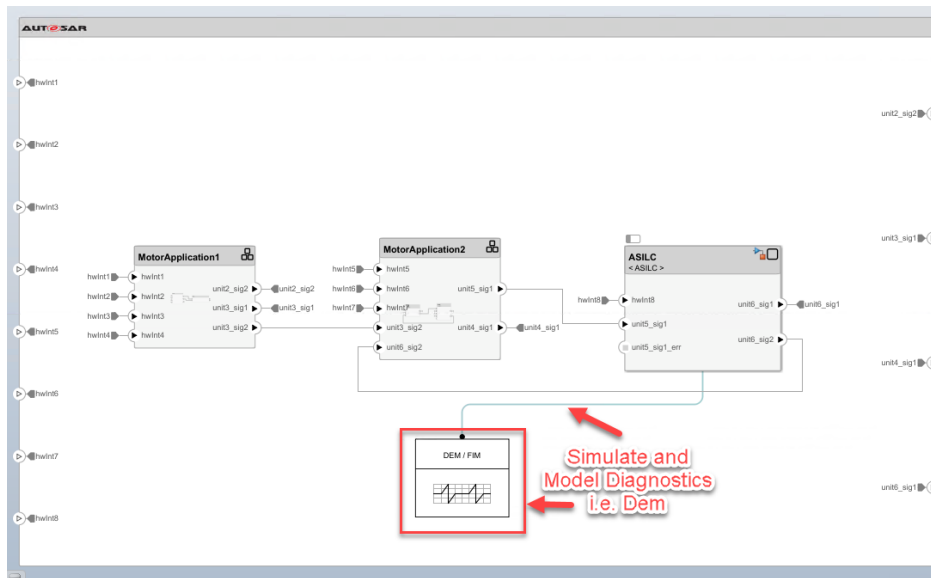 AUTOSAR
hwInt1
hwInt2
hwInt3
hwInt4
hwInt5
hwInt6
hwInt7
hwInt8
MotorApplication1
hwInt1 hwInt1
hwInt2 hwInt2
hwInt3 hwInt3
hwInt4 hwInt4
unit2_sig2 unit2_sig2
unit3_sig1 unit3_sig1
unit3_sig2
MotorApplication2
hwInt5 hwInt5
hwInt6 hwInt6
hwInt7 hwInt7
unit3_sig2
unit6_sig2
unit5_sig1
unit4_sig1 unit4_sig1
ASILC
< ASILC >
hwInt8 hwInt8
unit5_sig1
unit5_sig1_err
unit6_sig1 unit6_sig1
unit6_sig2
unit2_sig2
unit3_sig1
unit4_sig1
unit6_sig1
DEM / FIM
Simulate and
Model Diagnostics
i.e. Dem